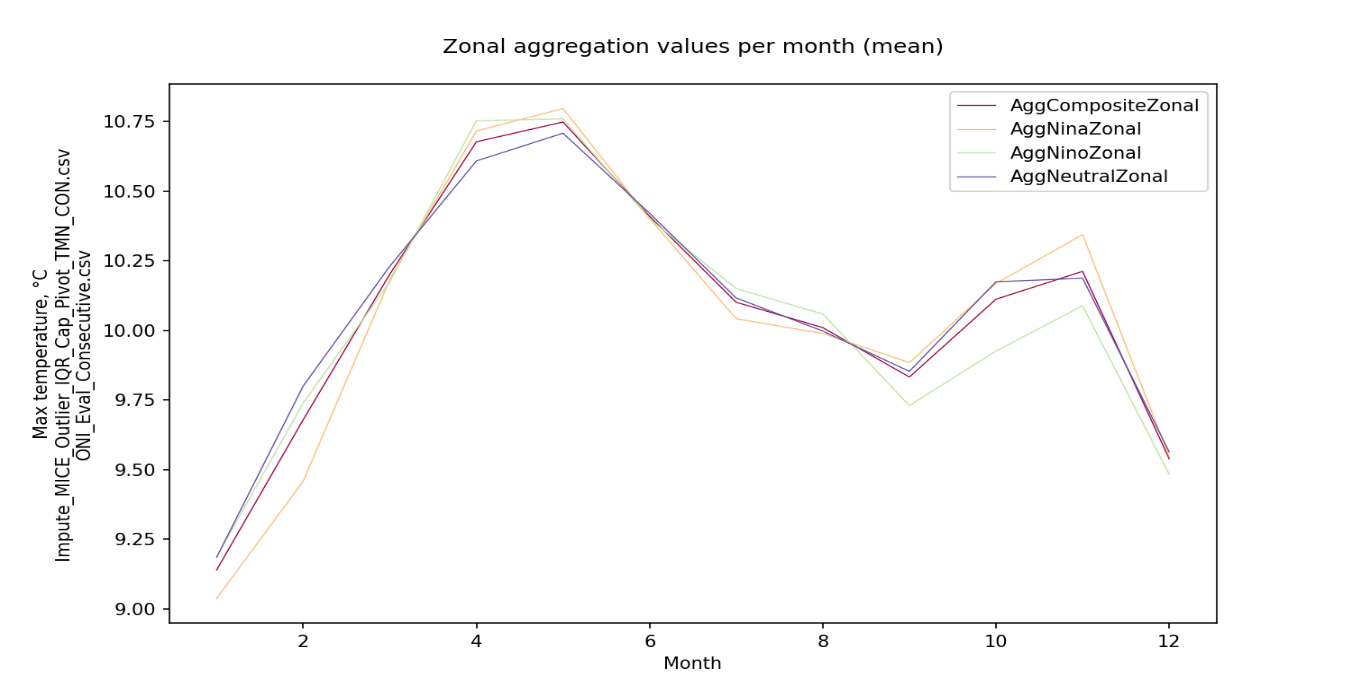 Zonal aggregation values per month (mean)
Max temperature, °C
Impute_MICE_Outlier_IQR_Cap_Pivot_TMN_CON.csv
ONI_Eval_Consecutive.csv
10.75
10.50
10.25
10.00
9.75
9.50
9.25
9.00
AggCompositeZonal
AggNinaZonal
AggNinoZonal
AggNeutralZonal
2 4 6 8 10 12
Month